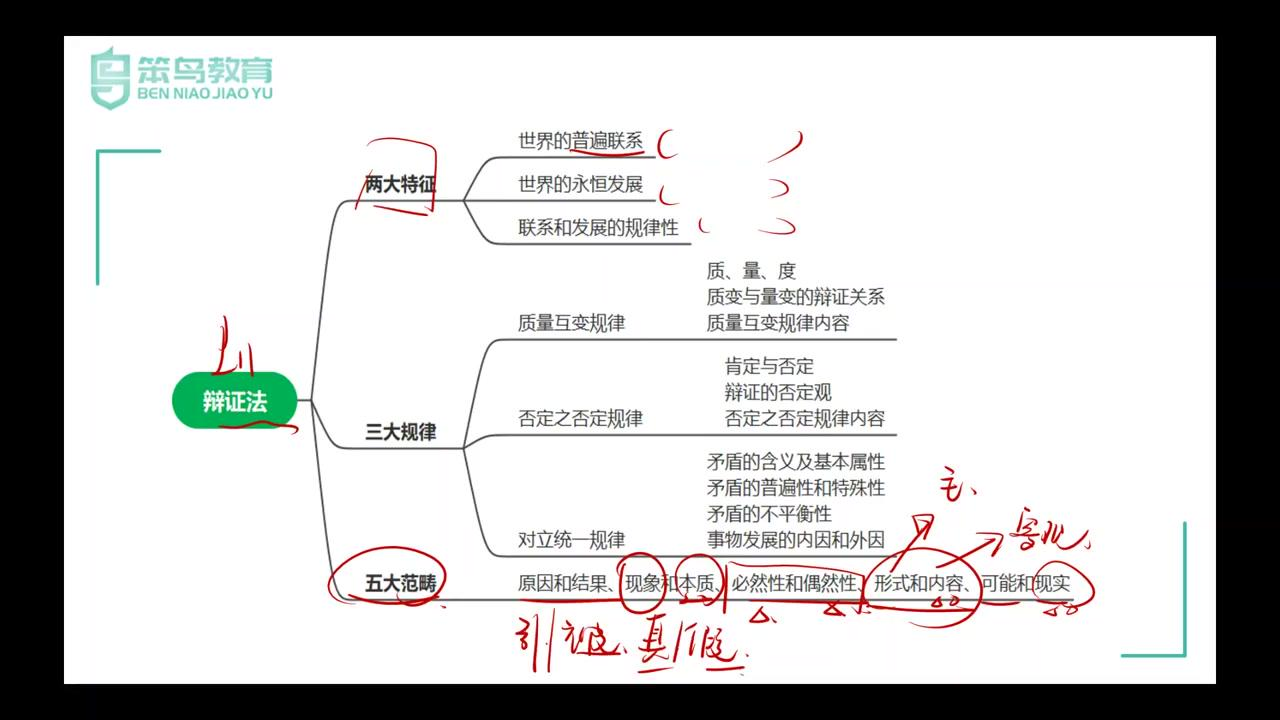 笨鸟教育
BEN NIAO JIAO YU
世界的普遍联系
两大特征
世界的永恒发展
联系和发展的规律性
质、量、度
质变与量变的辩证关系
质量互变规律
质量互变规律内容
肯定与否定
辩证法
辩证的否定观
否定之否定规律
否定之否定规律内容
三大规律
矛盾的含义及基本属性
矛盾的普遍性和特殊性
矛盾的不平衡性
对立统一规律
事物发展的内因和外因
五大范畴
原因和结果、现象和本质、必然性和偶然性、形式和内容、可能和现实
引 被、真/假、